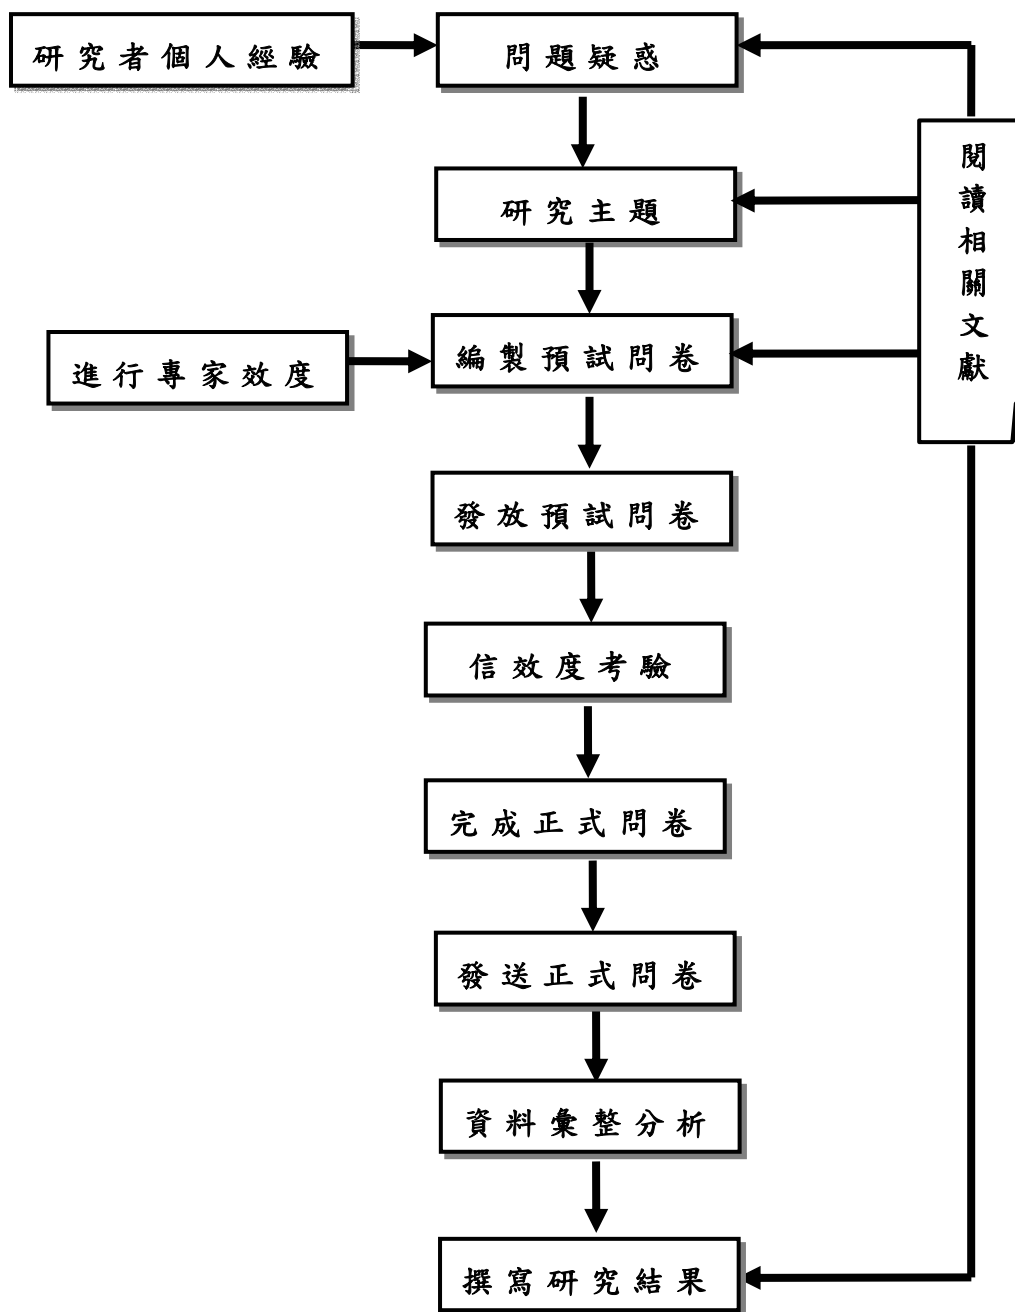 研究者個人經驗
問題疑惑
閱讀相關文獻
研究主題
進行專家效度
編製預試問卷
發放預試問卷
信效度考驗
完成正式問卷
發送正式問卷
資料彙整分析
撰寫研究結果